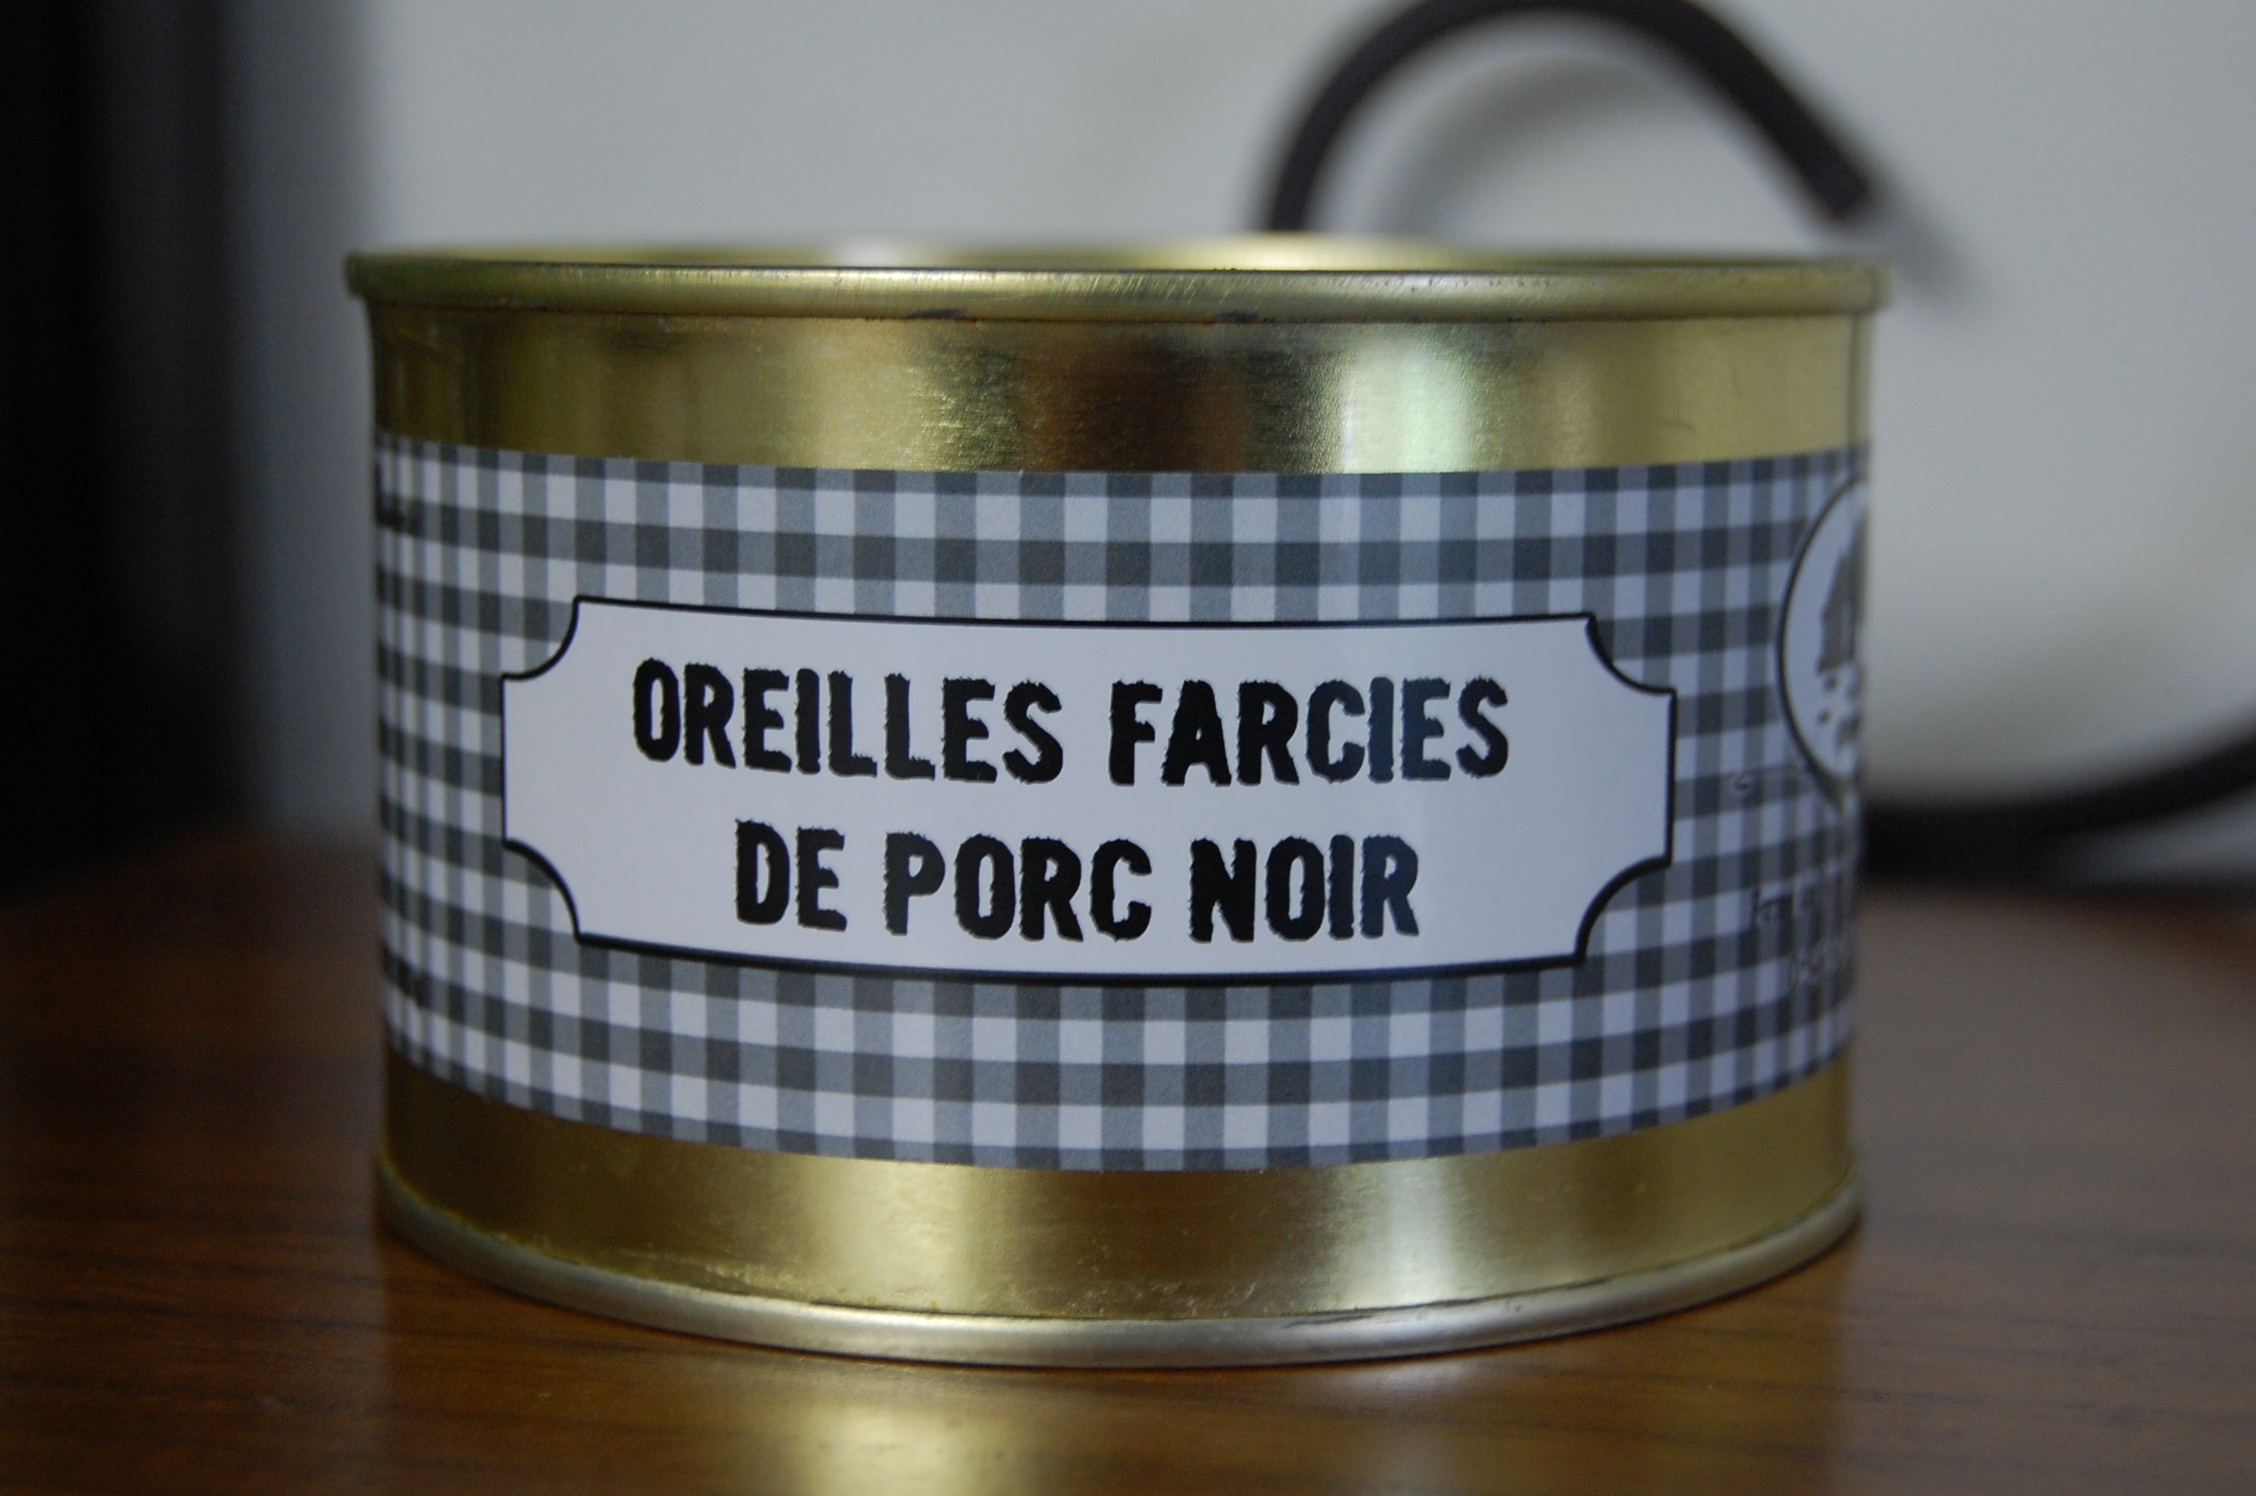 OREILLES FARCIES
DE PORC NOIR